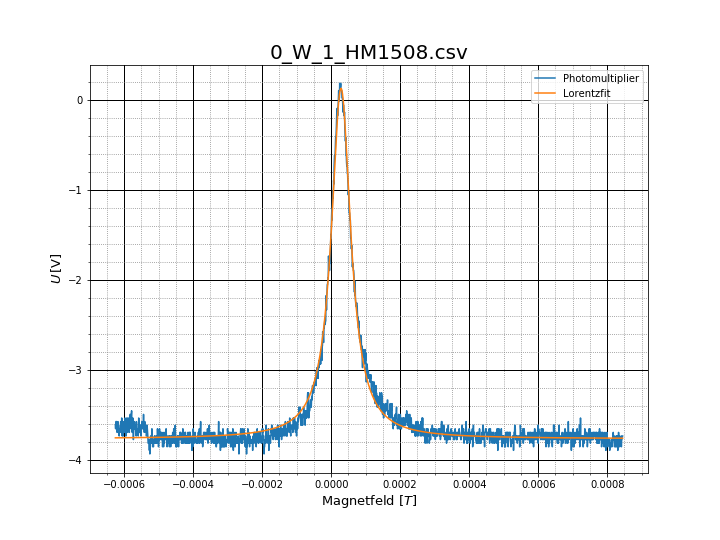 0_W_1_HM1508.csv
Photomultiplier
Lorentzfit
0
−1
−2
−3
−4
U [V]
−0.0006 −0.0004 −0.0002 0.0000 0.0002 0.0004 0.0006 0.0008
Magnetfeld [T]